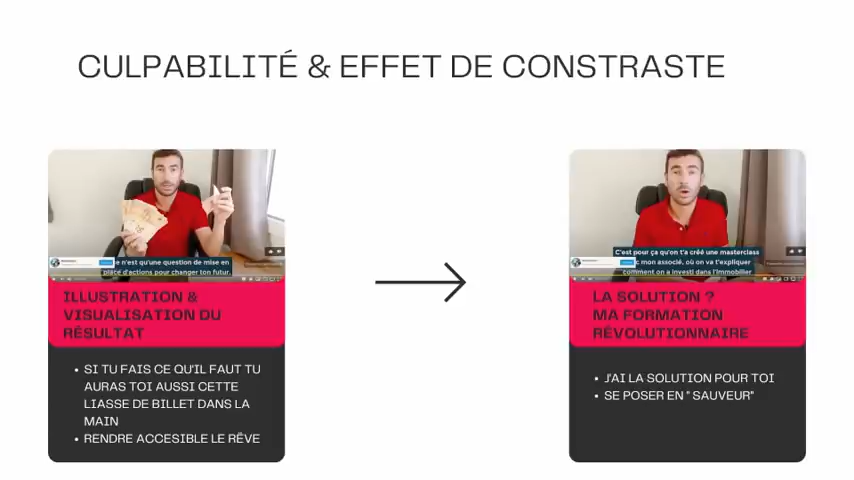 CULPABILITÉ & EFFET DE CONSTRASTE
e n'est qu'une question de mise en
place d'actions pour changer ton futur.
ILLUSTRATION &
VISUALISATION DU
RÉSULTAT
• SI TU FAIS CE QU'IL FAUT TU
AURAS TOI AUSSI CETTE
LIASSE DE BILLET DANS LA
MAIN
• RENDRE ACCESIBLE LE RÊVE
C'est pour ça qu'on t'a créé une masterclass
c mon associé, où on va t'expliquer
comment on a investi dans l'immobilier
LA SOLUTION ?
MA FORMATION
RÉVOLUTIONNAIRE
• J'AI LA SOLUTION POUR TOI
• SE POSER EN " SAUVEUR"